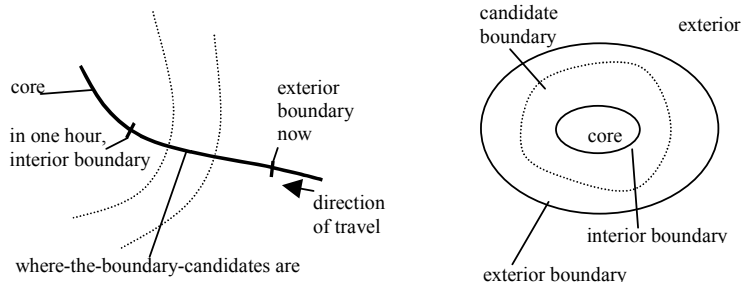 core
in one hour,
interior boundary
exterior
boundary
now
direction
of travel
where-the-boundary-candidates are
candidate
boundary
exterior
core
interior boundary
exterior boundary